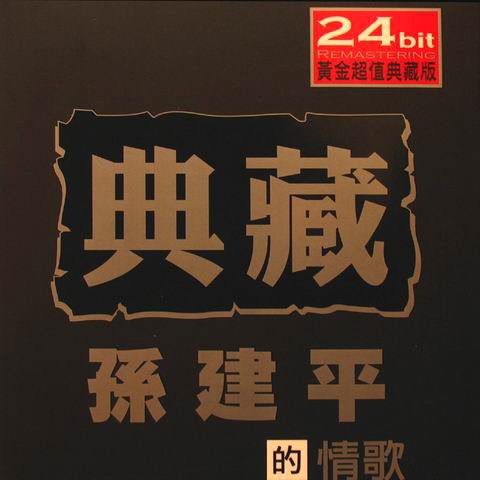 24bit
REMASTERING
黃金超值典藏版
典藏
孫建平
的情歌